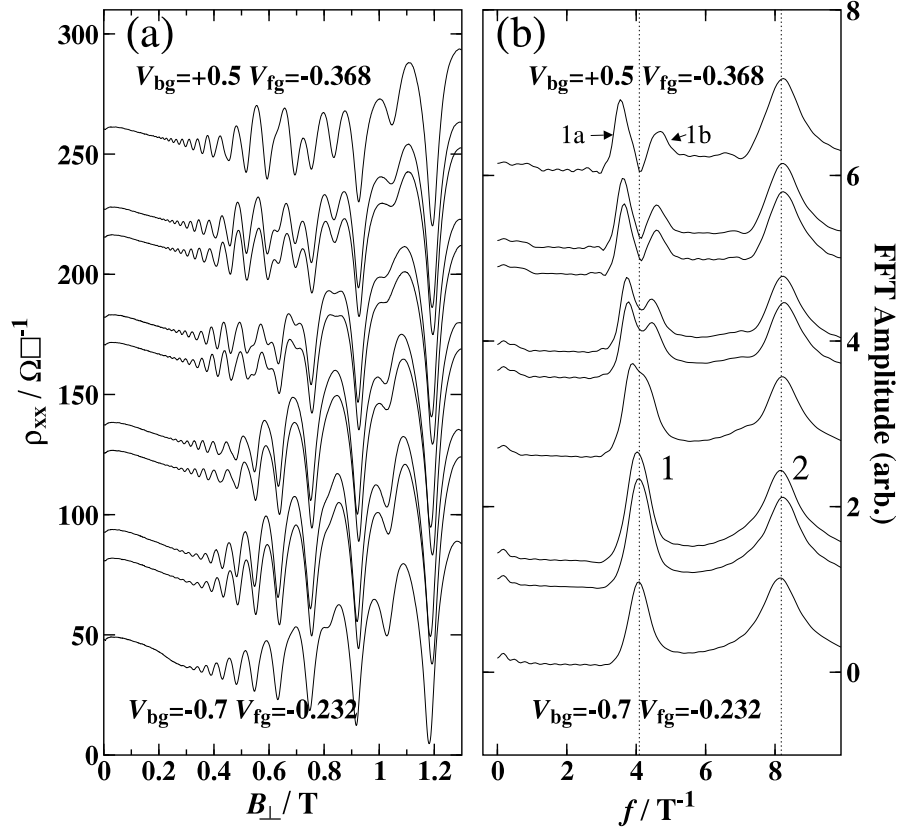 (a)
V_bg=+0.5 V_fg=-0.368
V_bg=-0.7 V_fg=-0.232
300
250
200
150
100
50
0
ρ_xx / Ω□^-1
0
0.2
0.4
0.6
0.8
1
1.2
B_⊥ / T
(b)
V_bg=+0.5 V_fg=-0.368
1a
1b
1
2
V_bg=-0.7 V_fg=-0.232
8
6
4
2
0
FFT Amplitude (arb.)
0
2
4
6
8
f / T^-1